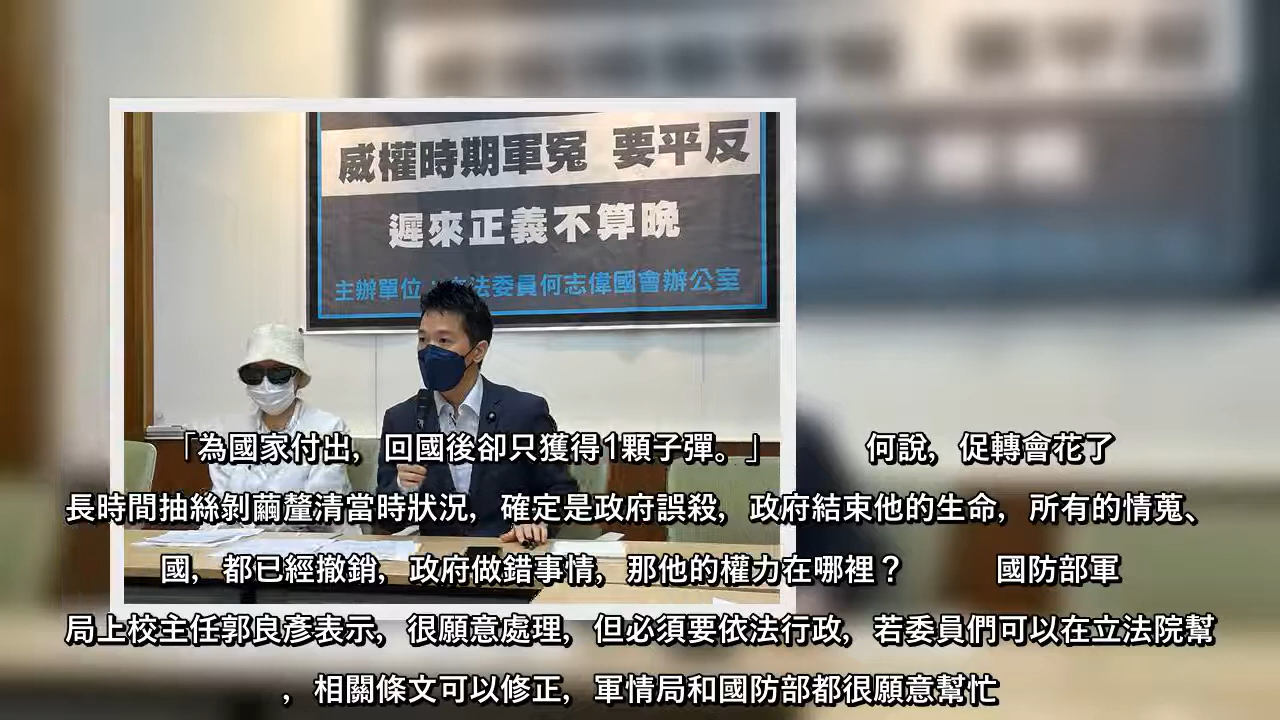 威權時期軍冤 要平反
遲來正義不算晚
主辦單位：立法委員何志偉國會辦公室
「為國家付出，回國後卻只獲得1顆子彈。」 何說，促轉會花了
長時間抽絲剝繭釐清當時狀況，確定是政府誤殺，政府結束他的生命，所有的情蒐、
國，都已經撤銷，政府做錯事情，那他的權力在哪裡？ 國防部軍
局上校主任郭良彥表示，很願意處理，但必須要依法行政，若委員們可以在立法院幫
，相關條文可以修正，軍情局和國防部都很願意幫忙